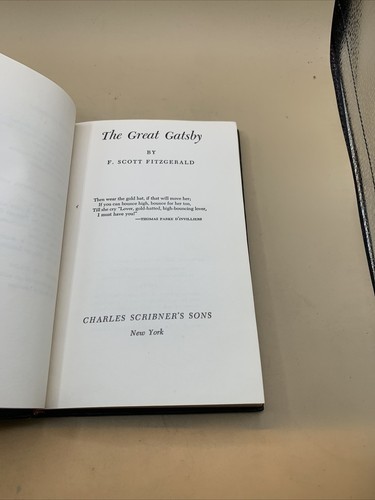 The Great Gatsby
BY
F. SCOTT FITZGERALD
Then wear the gold hat, if that will move her;
If you can bounce high, bounce for her too,
Till she cry "Lover, gold-hatted, high-bouncing lover,
I must have you!"
—THOMAS PARKE D'INVILLIERS
CHARLES SCRIBNER'S SONS
New York